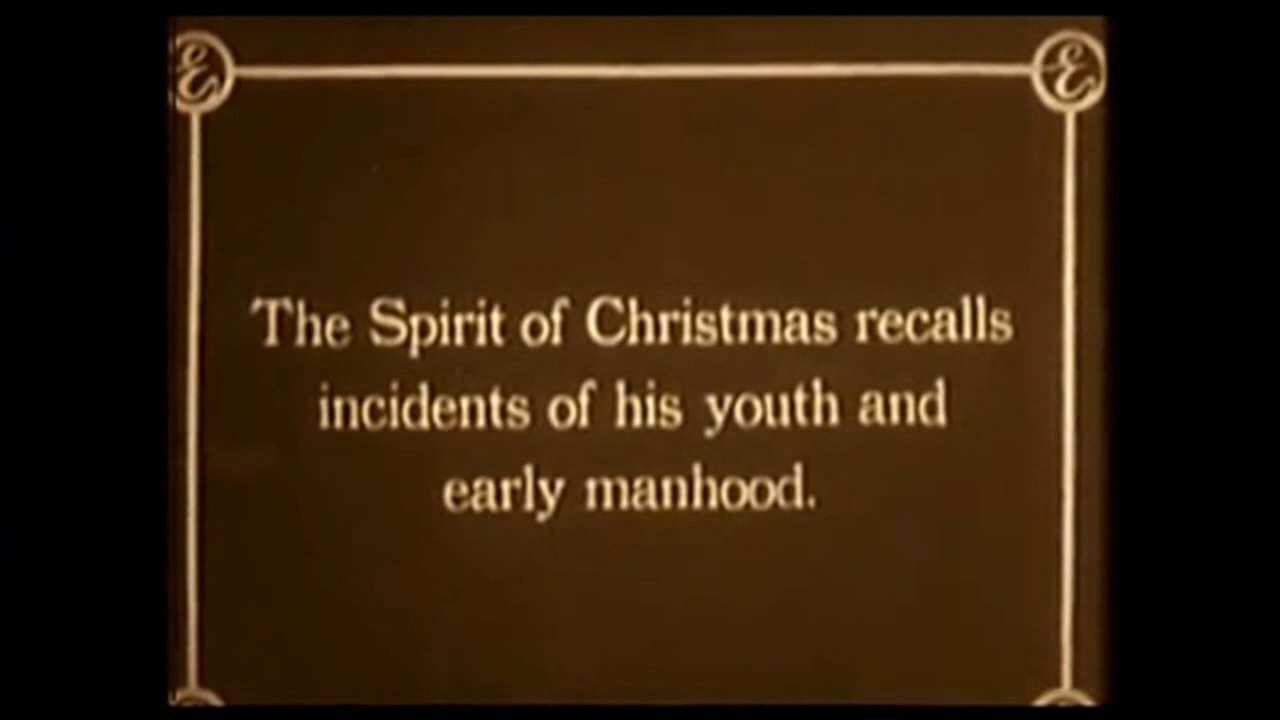 E E
The Spirit of Christmas recalls
incidents of his youth and
early manhood.